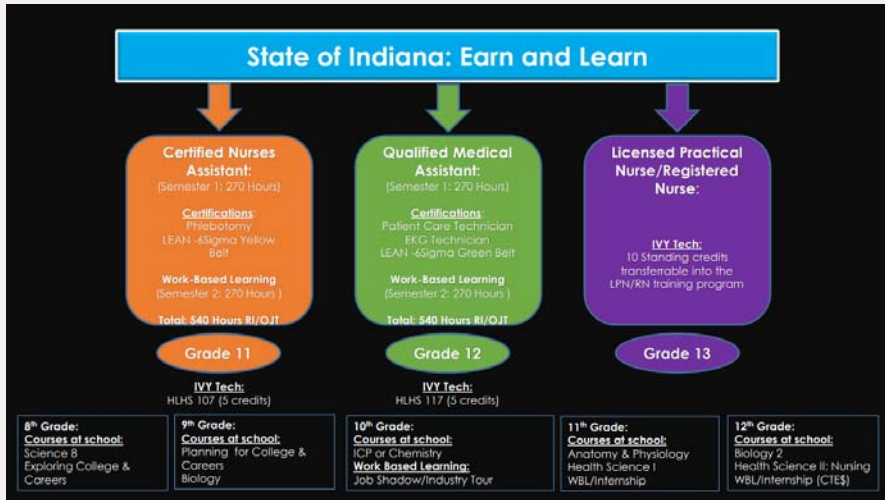 State of Indiana: Earn and Learn
Certified Nurses
Assistant:
(Semester 1: 270 Hours)
Certifications:
Phlebotomy
LEAN -6Sigma Yellow
Belt
Work-Based Learning
(Semester 2: 270 Hours )
Total: 540 Hours RI/OJT
Grade 11
IVY Tech:
HLHS 107 (5 credits)
Qualified Medical
Assistant:
(Semester 1: 270 Hours)
Certifications:
Patient Care Technician
EKG Technician
LEAN -6Sigma Green Belt
Work-Based Learning
(Semester 2: 270 Hours )
Total: 540 Hours RI/OJT
Grade 12
IVY Tech:
HLHS 117 (5 credits)
Licensed Practical
Nurse/Registered
Nurse:
IVY Tech:
10 Standing credits
transferrable into the
LPN/RN training program
Grade 13
8th Grade:
Courses at school:
Science 8
Exploring College &
Careers
9th Grade:
Courses at school:
Planning for College &
Careers
Biology
10th Grade:
Courses at school:
ICP or Chemistry
Work Based Learning:
Job Shadow/Industry Tour
11th Grade:
Courses at school:
Anatomy & Physiology
Health Science I
WBL/Internship
12th Grade:
Courses at school:
Biology 2
Health Science II: Nursing
WBL/Internship (CTE$)